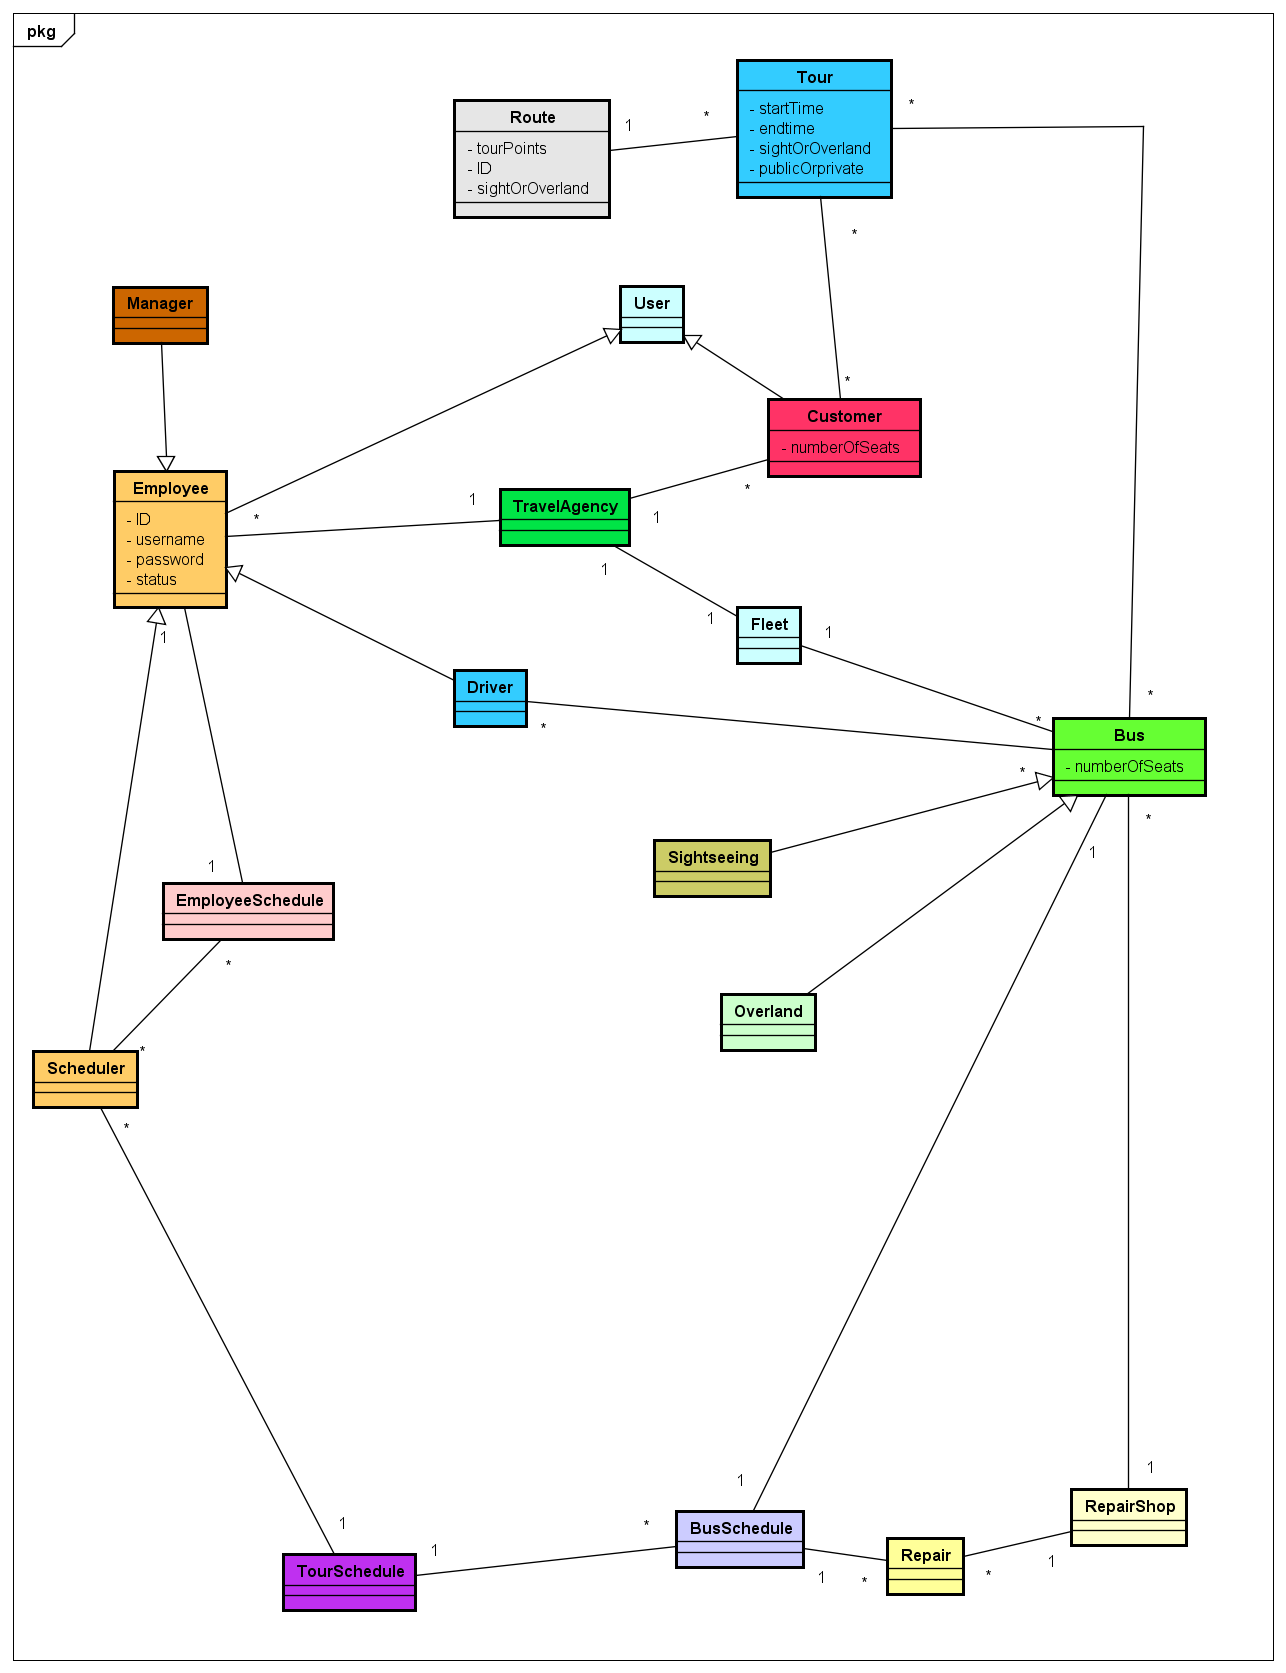 pkg
Tour
- startTime
- endtime
- sightOrOverland
- publicOrprivate
*
*
1
*
Route
- tourPoints
- ID
- sightOrOverland
Manager
User
*
Customer
- numberOfSeats
Employee
- ID
- username
- password
- status
*
1
TravelAgency
1
*
1
1
Fleet
1
1
Driver
*
*
*
Bus
- numberOfSeats
*
*
1
Sightseeing
1
EmployeeSchedule
*
Overland
*
Scheduler
*
1
1
RepairShop
1
TourSchedule
1
*
BusSchedule
1
*
Repair
*
1